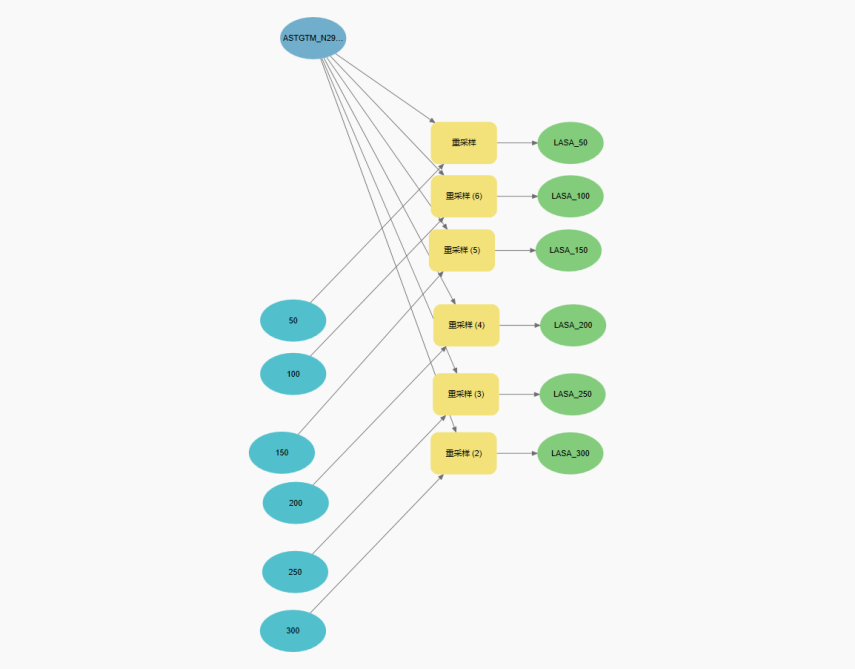 ASTGTM_N29...
重采样
LASA_50
重采样 (6)
LASA_100
重采样 (5)
LASA_150
50
重采样 (4)
LASA_200
100
重采样 (3)
LASA_250
150
重采样 (2)
LASA_300
200
250
300